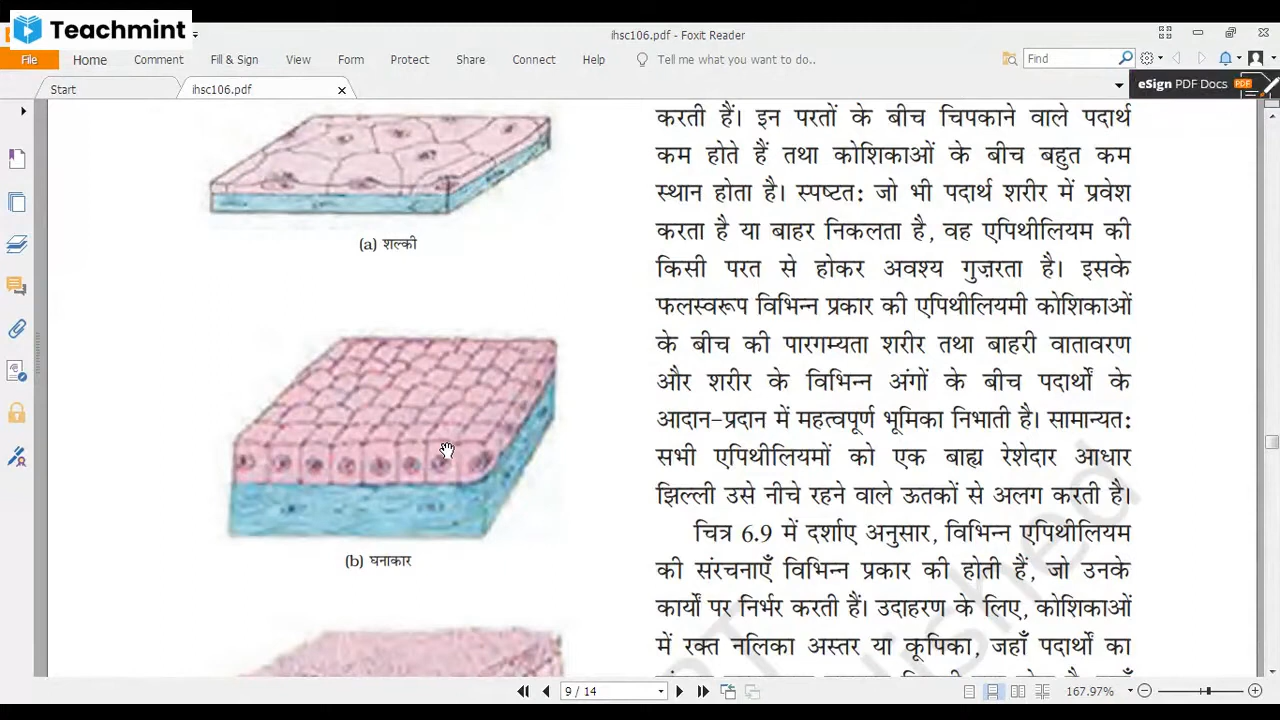 Teachmint
ihsc106.pdf - Foxit Reader
File Home Comment Fill & Sign View Form Protect Share Connect Help Tell me what you want to do.. Find
Start ihsc106.pdf eSign PDF Docs
(a) शल्की
(b) घनाकार
करती हैं। इन परतों के बीच चिपकाने वाले पदार्थ
कम होते हैं तथा कोशिकाओं के बीच बहुत कम
स्थान होता है। स्पष्टत: जो भी पदार्थ शरीर में प्रवेश
करता है या बाहर निकलता है, वह एपिथीलियम की
किसी परत से होकर अवश्य गुज़रता है। इसके
फलस्वरूप विभिन्न प्रकार की एपिथीलियमी कोशिकाओं
के बीच की पारगम्यता शरीर तथा बाहरी वातावरण
और शरीर के विभिन्न अंगों के बीच पदार्थों के
आदान-प्रदान में महत्वपूर्ण भूमिका निभाती है। सामान्यत:
सभी एपिथीलियमों को एक बाह्य रेशेदार आधार
झिल्ली उसे नीचे रहने वाले ऊतकों से अलग करती है।
चित्र 6.9 में दर्शाए अनुसार, विभिन्न एपिथीलियम
की संरचनाएँ विभिन्न प्रकार की होती हैं, जो उनके
कार्यों पर निर्भर करती हैं। उदाहरण के लिए, कोशिकाओं
में रक्त नलिका अस्तर या कूपिका, जहाँ पदार्थों का
9 / 14 167.97%